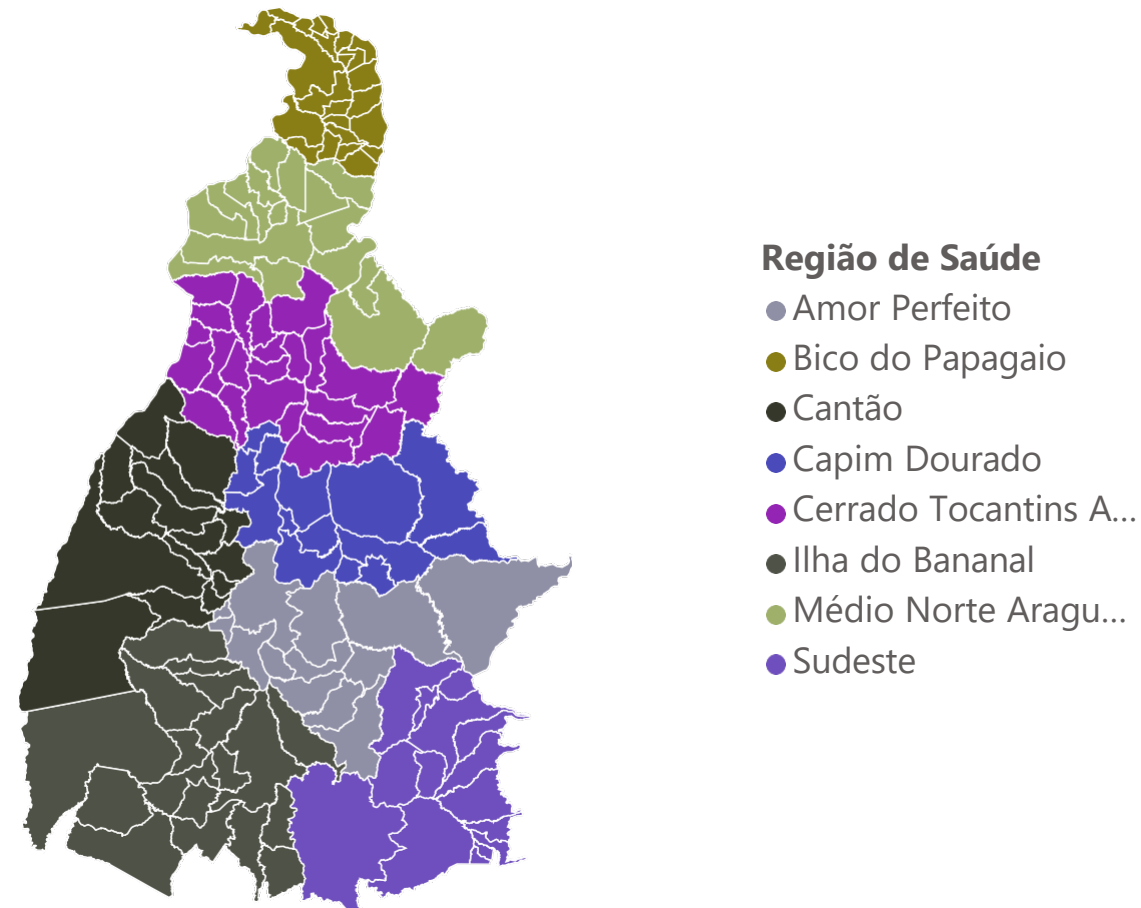 Região de Saúde
Amor Perfeito
Bico do Papagaio
Cantão
Capim Dourado
Cerrado Tocantins A...
Ilha do Bananal
Médio Norte Aragu...
Sudeste